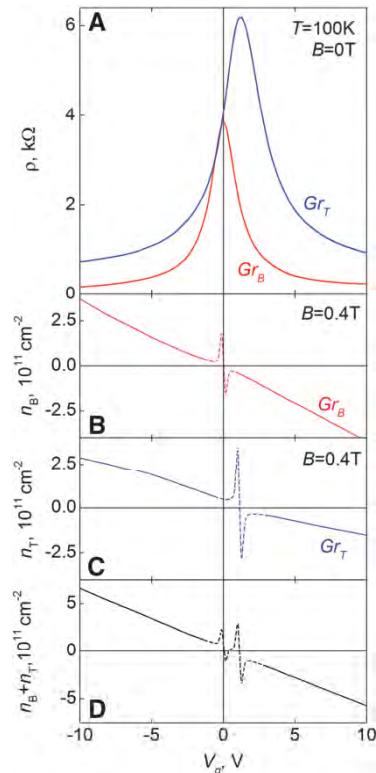 A
T=100K
B=0T
6
4
2
0
ρ, kΩ
Gr_T
Gr_B
B=0.4T
2.5
0.0
-2.5
n_B, 10^11 cm^-2
Gr_B
B
B=0.4T
2.5
0.0
-2.5
n_T, 10^11 cm^-2
Gr_T
C
5
0
-5
n_B+n_T, 10^11 cm^-2
D
-10 -5 0 5 10
V_g, V